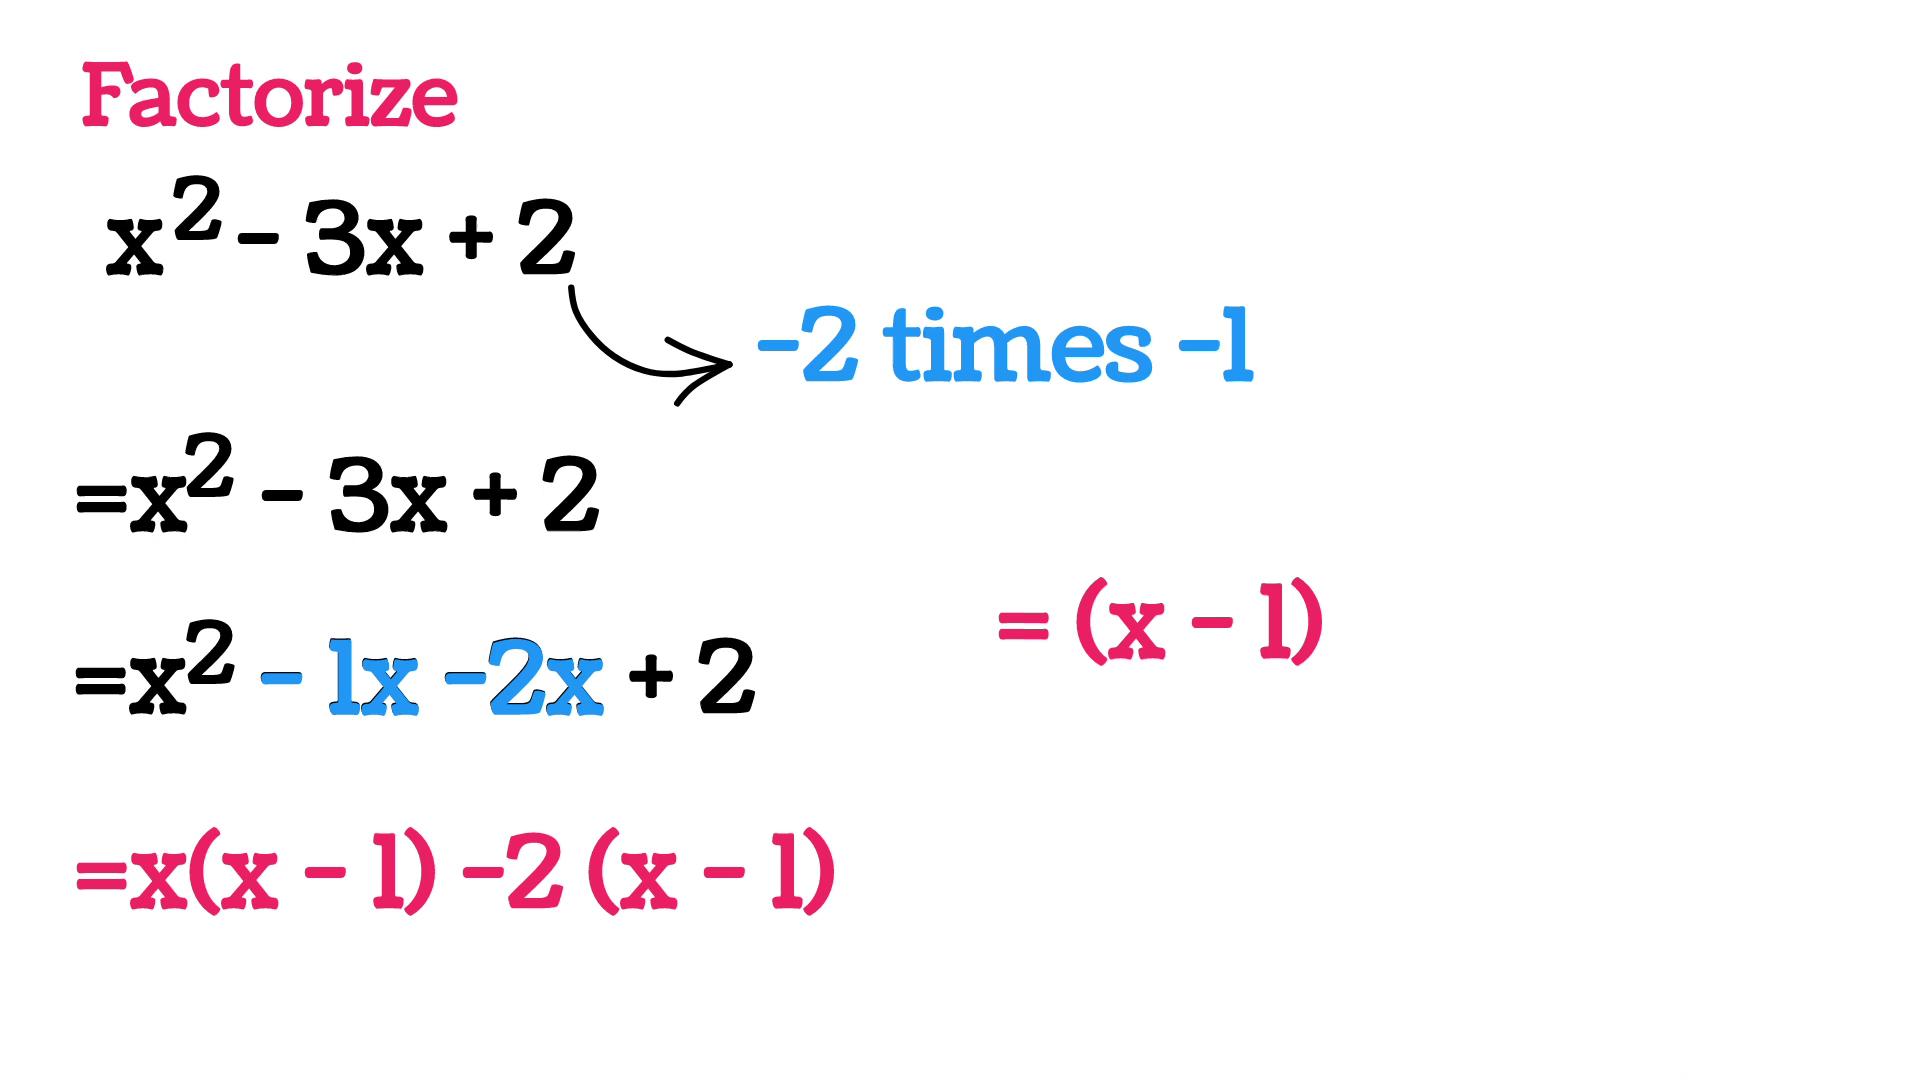 Factorize
x² - 3x + 2
-2 times -1
=x² - 3x + 2
=x² - 1x -2x + 2
=x(x - 1) -2 (x - 1)
= (x - 1)